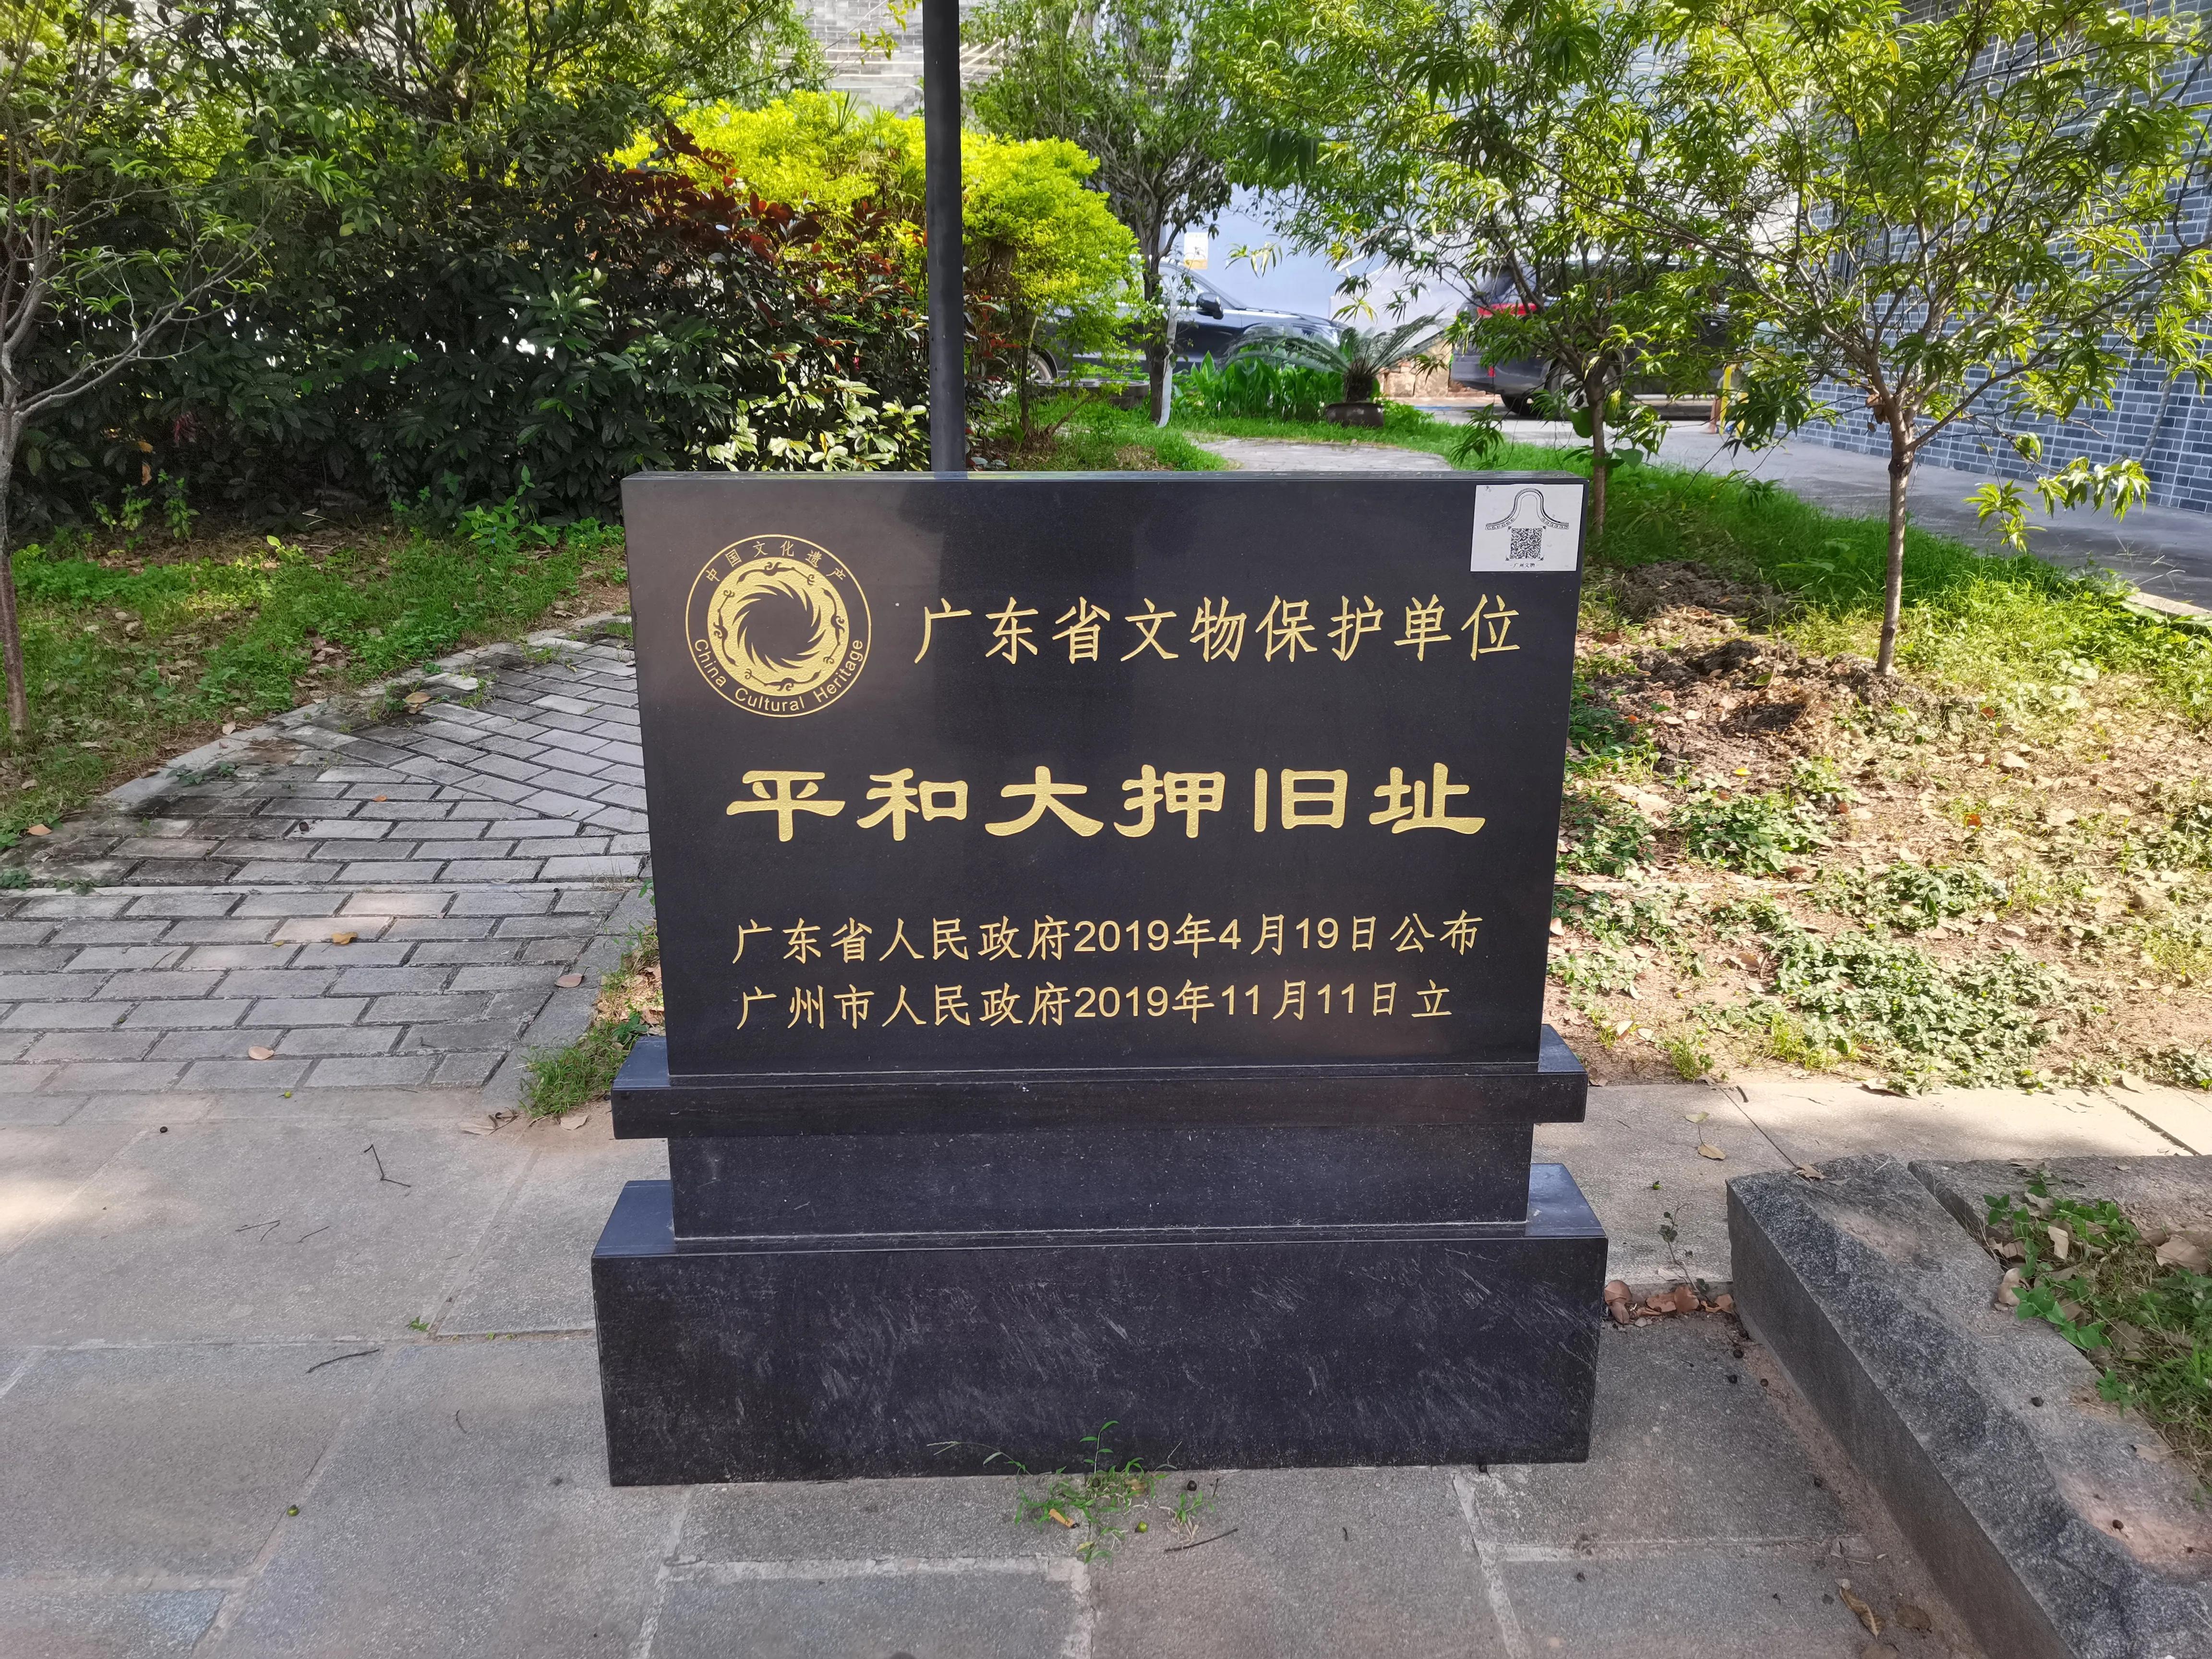 中国文化遗产
China Cultural Heritage
广东省文物保护单位
平和大押旧址
广东省人民政府2019年4月19日公布
广州市人民政府2019年11月11日立